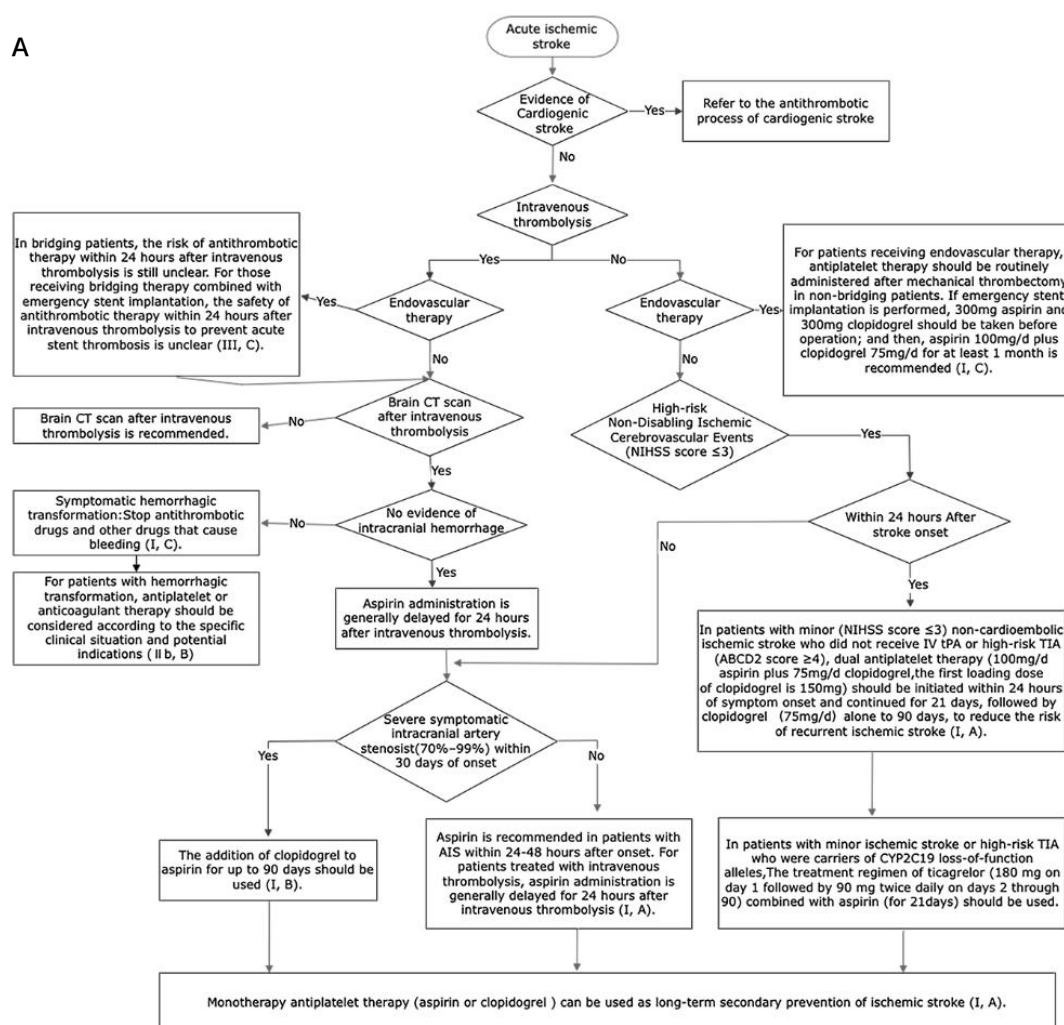 A
Acute ischemic
stroke
Evidence of
Cardiogenic
stroke
Yes
Refer to the antithrombotic
process of cardiogenic stroke
No
Intravenous
thrombolysis
Yes
No
In bridging patients, the risk of antithrombotic
therapy within 24 hours after intravenous
thrombolysis is still unclear. For those
receiving bridging therapy combined with
emergency stent implantation, the safety of
antithrombotic therapy within 24 hours after
intravenous thrombolysis to prevent acute
stent thrombosis is unclear (III, C).
Yes
Endovascular
therapy
Endovascular
therapy
Yes
For patients receiving endovascular therapy,
antiplatelet therapy should be routinely
administered after mechanical thrombectomy
in non-bridging patients. If emergency stent
implantation is performed, 300mg aspirin and
300mg clopidogrel should be taken before
operation; and then, aspirin 100mg/d plus
clopidogrel 75mg/d for at least 1 month is
recommended (I, C).
No
No
Brain CT scan after intravenous
thrombolysis is recommended.
No
Brain CT scan
after intravenous
thrombolysis
High-risk
Non-Disabling Ischemic
Cerebrovascular Events
(NIHSS score ≤3)
Yes
Yes
Symptomatic hemorrhagic
transformation:Stop antithrombotic
drugs and other drugs that cause
bleeding (I, C).
No
No evidence of
intracranial hemorrhage
Within 24 hours After
stroke onset
No
Yes
Yes
For patients with hemorrhagic
transformation, antiplatelet or
anticoagulant therapy should be
considered according to the specific
clinical situation and potential
indications (Ⅱb, B)
Aspirin administration is
generally delayed for 24 hours
after intravenous thrombolysis.
In patients with minor (NIHSS score ≤3) non-cardioembolic
ischemic stroke who did not receive IV tPA or high-risk TIA
(ABCD2 score ≥4), dual antiplatelet therapy (100mg/d
aspirin plus 75mg/d clopidogrel,the first loading dose
of clopidogrel is 150mg) should be initiated within 24 hours
of symptom onset and continued for 21 days, followed by
clopidogrel (75mg/d) alone to 90 days, to reduce the risk
of recurrent ischemic stroke (I, A).
Severe symptomatic
intracranial artery
stenosist(70%–99%) within
30 days of onset
Yes
No
The addition of clopidogrel to
aspirin for up to 90 days should be
used (I, B).
Aspirin is recommended in patients with
AIS within 24-48 hours after onset. For
patients treated with intravenous
thrombolysis, aspirin administration is
generally delayed for 24 hours after
intravenous thrombolysis (I, A).
In patients with minor ischemic stroke or high-risk TIA
who were carriers of CYP2C19 loss-of-function
alleles,The treatment regimen of ticagrelor (180 mg on
day 1 followed by 90 mg twice daily on days 2 through
90) combined with aspirin (for 21days) should be used.
Monotherapy antiplatelet therapy (aspirin or clopidogrel ) can be used as long-term secondary prevention of ischemic stroke (I, A).